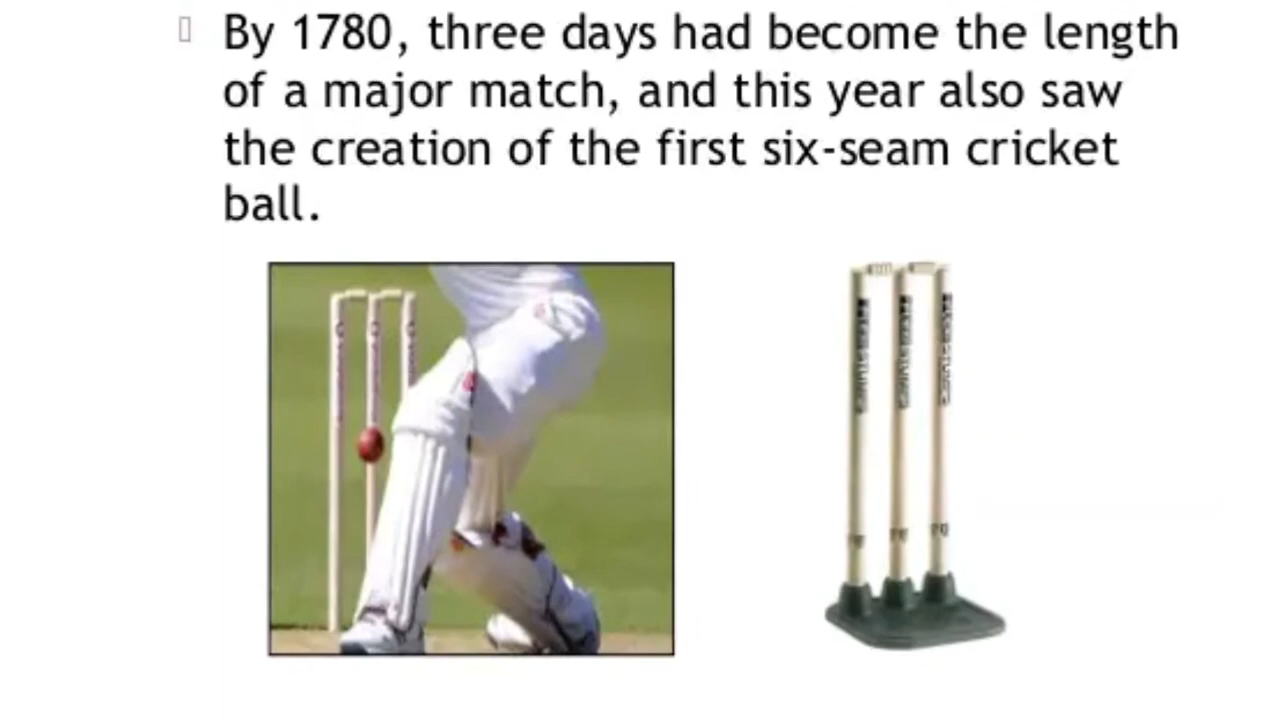 By 1780, three days had become the length
of a major match, and this year also saw
the creation of the first six-seam cricket
ball.